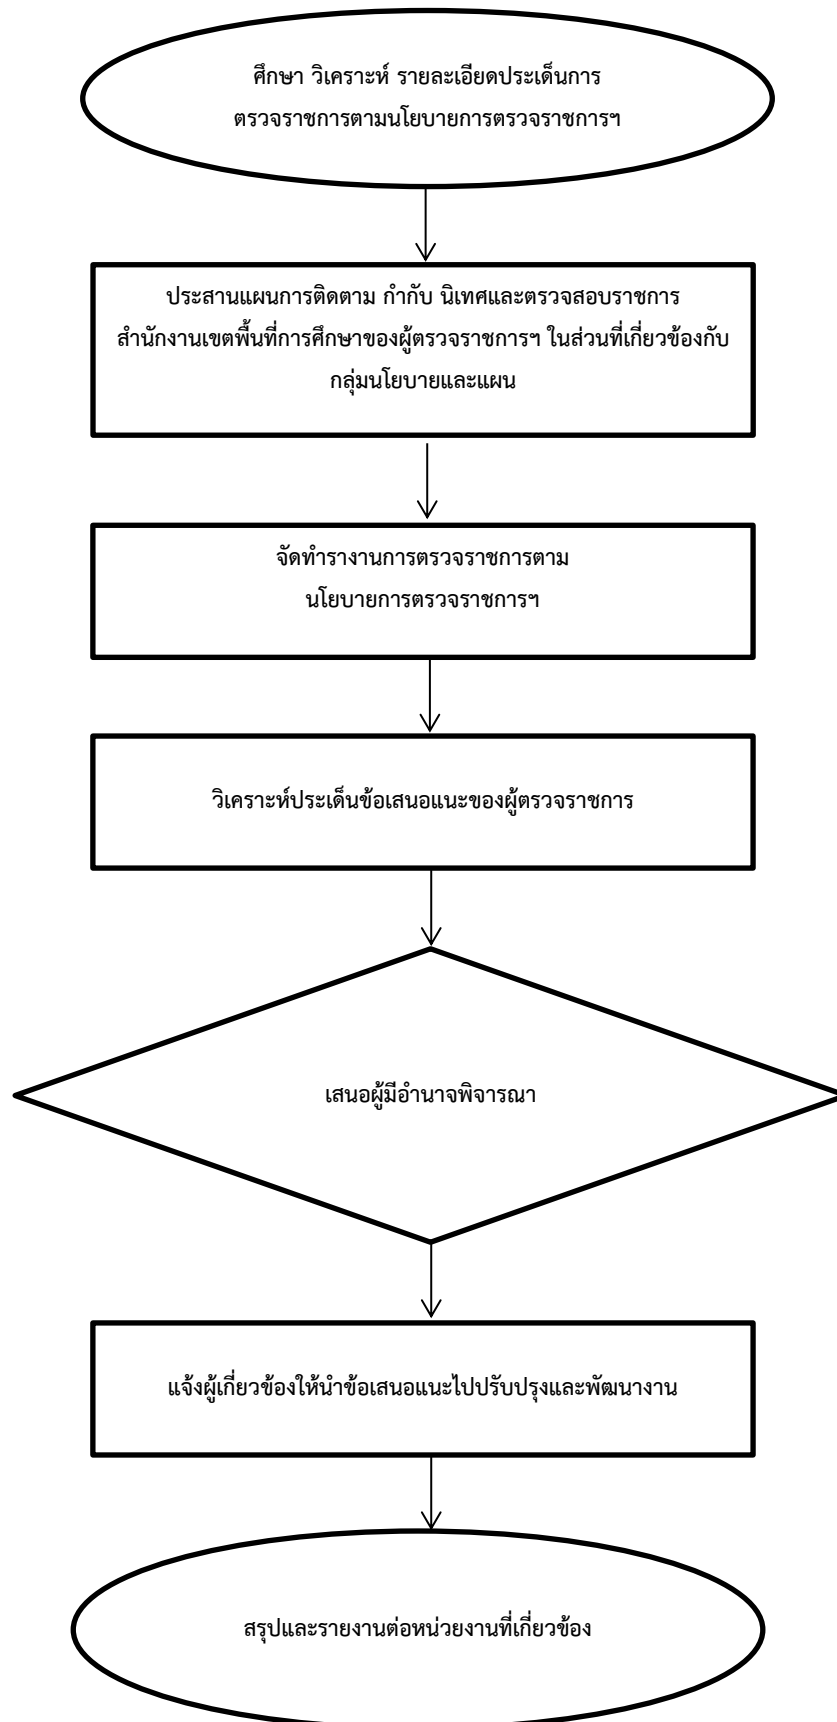 ศึกษา วิเคราะห์ รายละเอียดประเด็นการ
ตรวจราชการตามนโยบายการตรวจราชการฯ
ประสานแผนการติดตาม กำกับ นิเทศและตรวจสอบราชการ
สำนักงานเขตพื้นที่การศึกษาของผู้ตรวจราชการฯ ในส่วนที่เกี่ยวข้องกับ
กลุ่มนโยบายและแผน
จัดทำรางานการตรวจราชการตาม
นโยบายการตรวจราชการฯ
วิเคราะห์ประเด็นข้อเสนอแนะของผู้ตรวจราชการ
เสนอผู้มีอำนาจพิจารณา
แจ้งผู้เกี่ยวข้องให้นำข้อเสนอแนะไปปรับปรุงและพัฒนางาน
สรุปและรายงานต่อหน่วยงานที่เกี่ยวข้อง